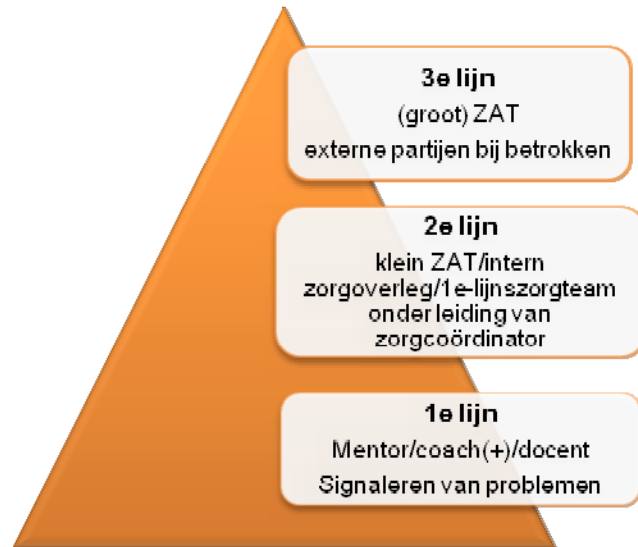 3e lijn
(groot) ZAT
externe partijen bij betrokken
2e lijn
klein ZAT/intern
zorgoverleg/1e-lijnszorgteam
onder leiding van
zorgcoördinator
1e lijn
Mentor/coach(+)/docent
Signaleren van problemen